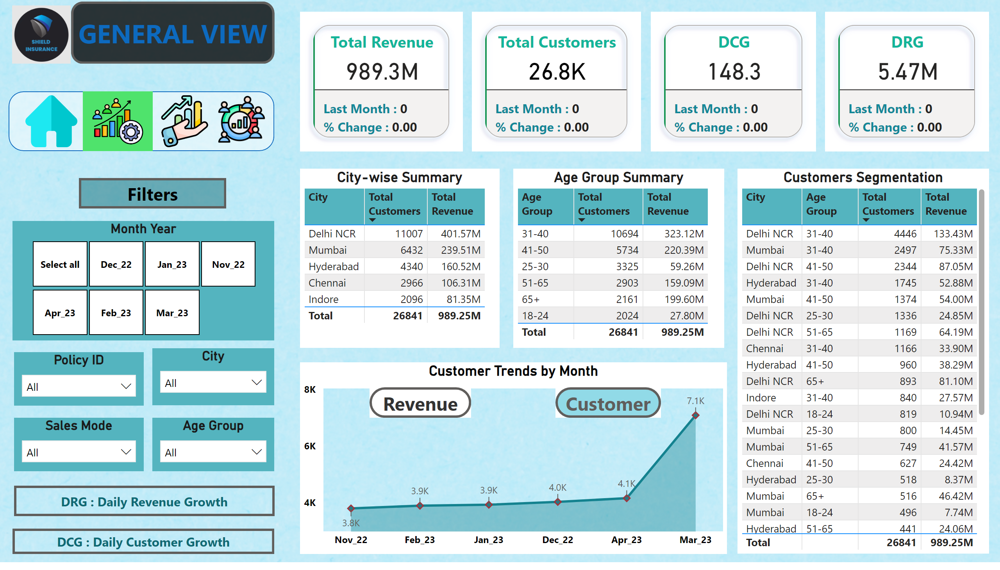 SHIELD
INSURANCE
GENERAL VIEW
Total Revenue
989.3M
Last Month : 0
% Change : 0.00
Total Customers
26.8K
Last Month : 0
% Change : 0.00
DCG
148.3
Last Month : 0
% Change : 0.00
DRG
5.47M
Last Month : 0
% Change : 0.00
Filters
Month Year
Select all Dec_22 Jan_23 Nov_22
Apr_23 Feb_23 Mar_23
Policy ID
All
City
All
Sales Mode
All
Age Group
All
DRG : Daily Revenue Growth
DCG : Daily Customer Growth
City-wise Summary
City Total Customers Total Revenue
Delhi NCR 11007 401.57M
Mumbai 6432 239.51M
Hyderabad 4340 160.52M
Chennai 2966 106.31M
Indore 2096 81.35M
Total 26841 989.25M
Age Group Summary
Age Group Total Customers Total Revenue
31-40 10694 323.12M
41-50 5734 220.39M
25-30 3325 59.26M
51-65 2903 159.09M
65+ 2161 199.60M
18-24 2024 27.80M
Total 26841 989.25M
Customers Segmentation
City Age Group Total Customers Total Revenue
Delhi NCR 31-40 4446 133.43M
Mumbai 31-40 2497 75.33M
Delhi NCR 41-50 2344 87.05M
Hyderabad 31-40 1745 52.88M
Mumbai 41-50 1374 54.00M
Delhi NCR 25-30 1336 24.85M
Delhi NCR 51-65 1169 64.19M
Chennai 31-40 1166 33.90M
Hyderabad 41-50 960 38.29M
Delhi NCR 65+ 893 81.10M
Indore 31-40 840 27.57M
Delhi NCR 18-24 819 10.94M
Mumbai 25-30 800 14.45M
Mumbai 51-65 749 41.57M
Chennai 41-50 627 24.42M
Hyderabad 25-30 518 8.37M
Mumbai 65+ 516 46.42M
Mumbai 18-24 496 7.74M
Hyderabad 51-65 441 24.06M
Total 26841 989.25M
Customer Trends by Month
Revenue
Customer
8K
6K
4K
3.8K
3.9K
3.9K
4.0K
4.1K
7.1K
Nov_22 Feb_23 Jan_23 Dec_22 Apr_23 Mar_23